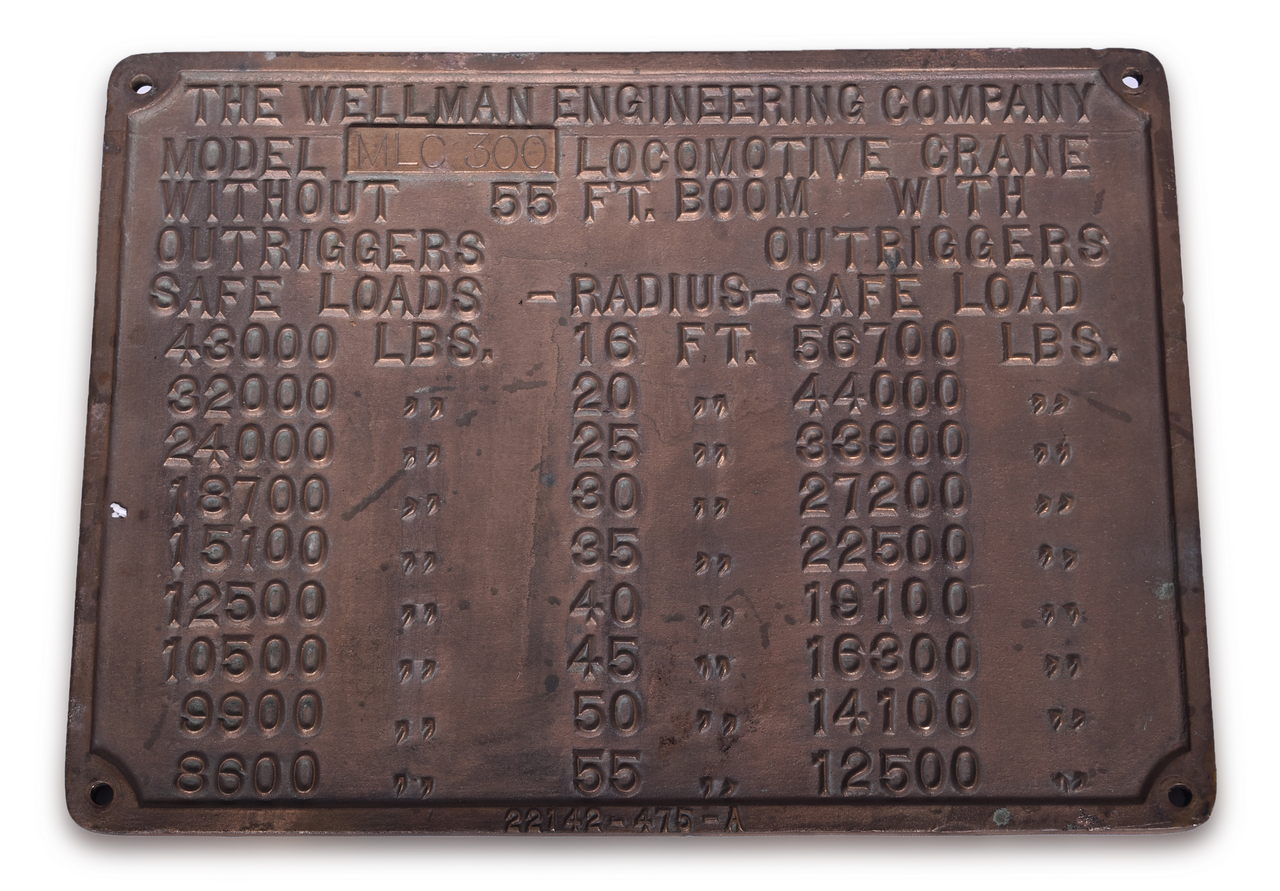 THE WELLMAN ENGINEERING COMPANY
MODEL MLC 300 LOCOMOTIVE CRANE
WITHOUT 55 FT. BOOM WITH
OUTRIGGERS OUTRIGGERS
SAFE LOADS -RADIUS-SAFE LOAD
43000 LBS. 16 FT. 56700 LBS.
32000 ,, 20 ,, 44000 ,,
24000 ,, 25 ,, 33900 ,,
18700 ,, 30 ,, 27200 ,,
15100 ,, 35 ,, 22500 ,,
12500 ,, 40 ,, 19100 ,,
10500 ,, 45 ,, 16300 ,,
9900 ,, 50 ,, 14100 ,,
8600 ,, 55 ,, 12500 ,,
22142-475-A